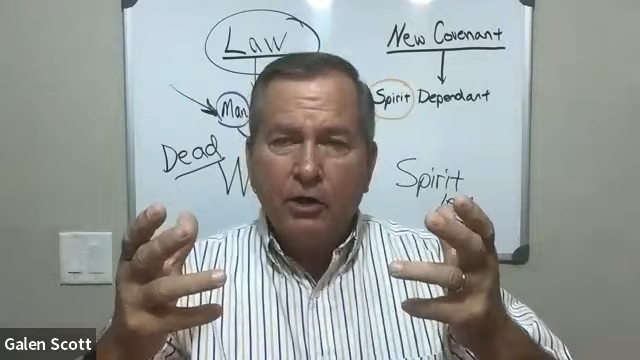 Law
New Covenant
Man
Spirit Dependant
Dead
Spirit
Galen Scott